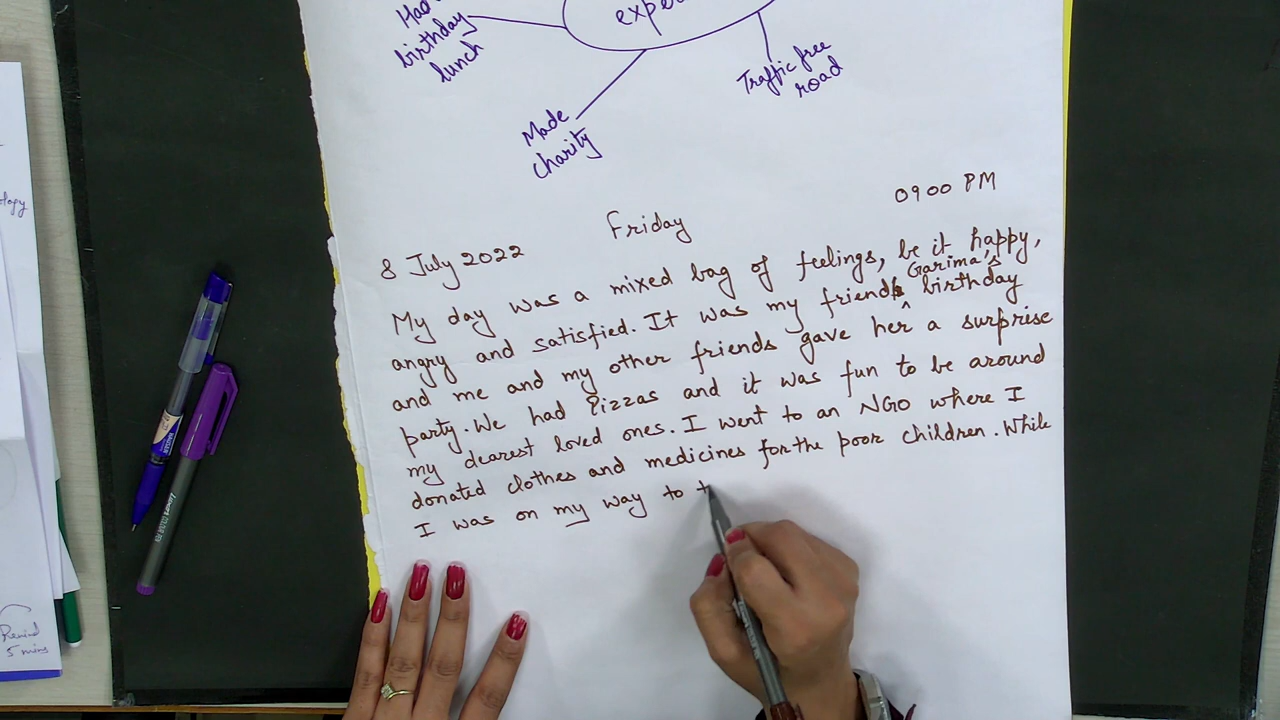 birthday
lunch
Made
charity
Traffic free
road
0900 PM
Friday
8 July 2022
My day was a mixed bag of feelings, be it happy,
angry and satisfied. It was my friend Garima's birthday
and me and my other friends gave her a surprise
party. We had Pizzas and it was fun to be around
my dearest loved ones. I went to an NGO where I
donated clothes and medicines for the poor children. While
I was on my way to t
5 mins